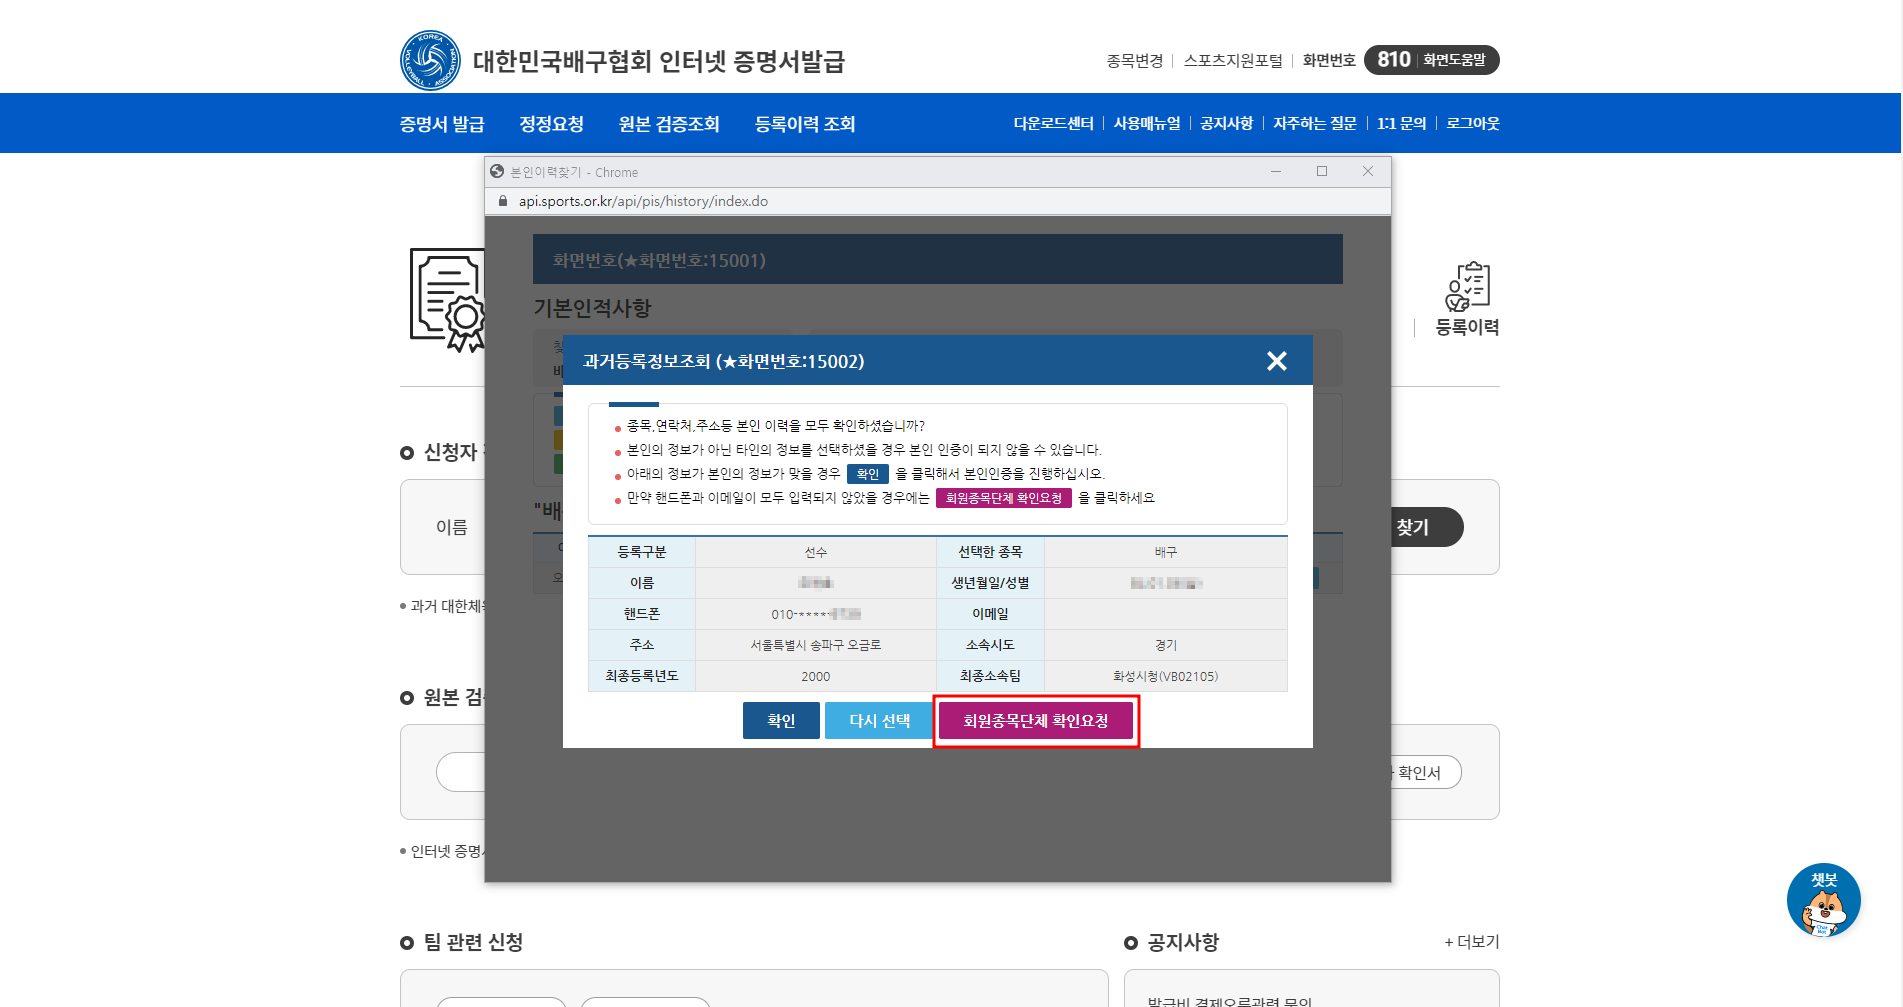 KOREA VOLLEYBALL ASSOCIATION
대한민국배구협회 인터넷 증명서발급
종목변경 스포츠지원포털 화면번호 810 화면도움말
증명서 발급 정정요청 원본 검증조회 등록이력 조회
다운로드센터 사용매뉴얼 공지사항 자주하는 질문 1:1 문의 로그아웃
본인이력찾기 - Chrome
api.sports.or.kr/api/pis/history/index.do
화면번호(★화면번호:15001)
기본인적사항
등록이력
과거등록정보조회 (★화면번호:15002)
종목,연락처,주소등 본인 이력을 모두 확인하셨습니까?
본인의 정보가 아닌 타인의 정보를 선택하셨을 경우 본인 인증이 되지 않을 수 있습니다.
아래의 정보가 본인의 정보가 맞을 경우 확인 을 클릭해서 본인인증을 진행하십시오.
만약 핸드폰과 이메일이 모두 입력되지 않았을 경우에는 회원종목단체 확인요청 을 클릭하세요
신청자
이름
찾기
"배
과거 대한체육
등록구분 선수 선택한 종목 배구
이름 생년월일/성별
핸드폰 010-****- 이메일
주소 서울특별시 송파구 오금로 소속시도 경기
최종등록년도 2000 최종소속팀 화성시청(VB02105)
확인 다시 선택 회원종목단체 확인요청
원본 검
확인서
인터넷 증명
챗봇
팀 관련 신청
공지사항 + 더보기
발급비 결제오류관련 문의